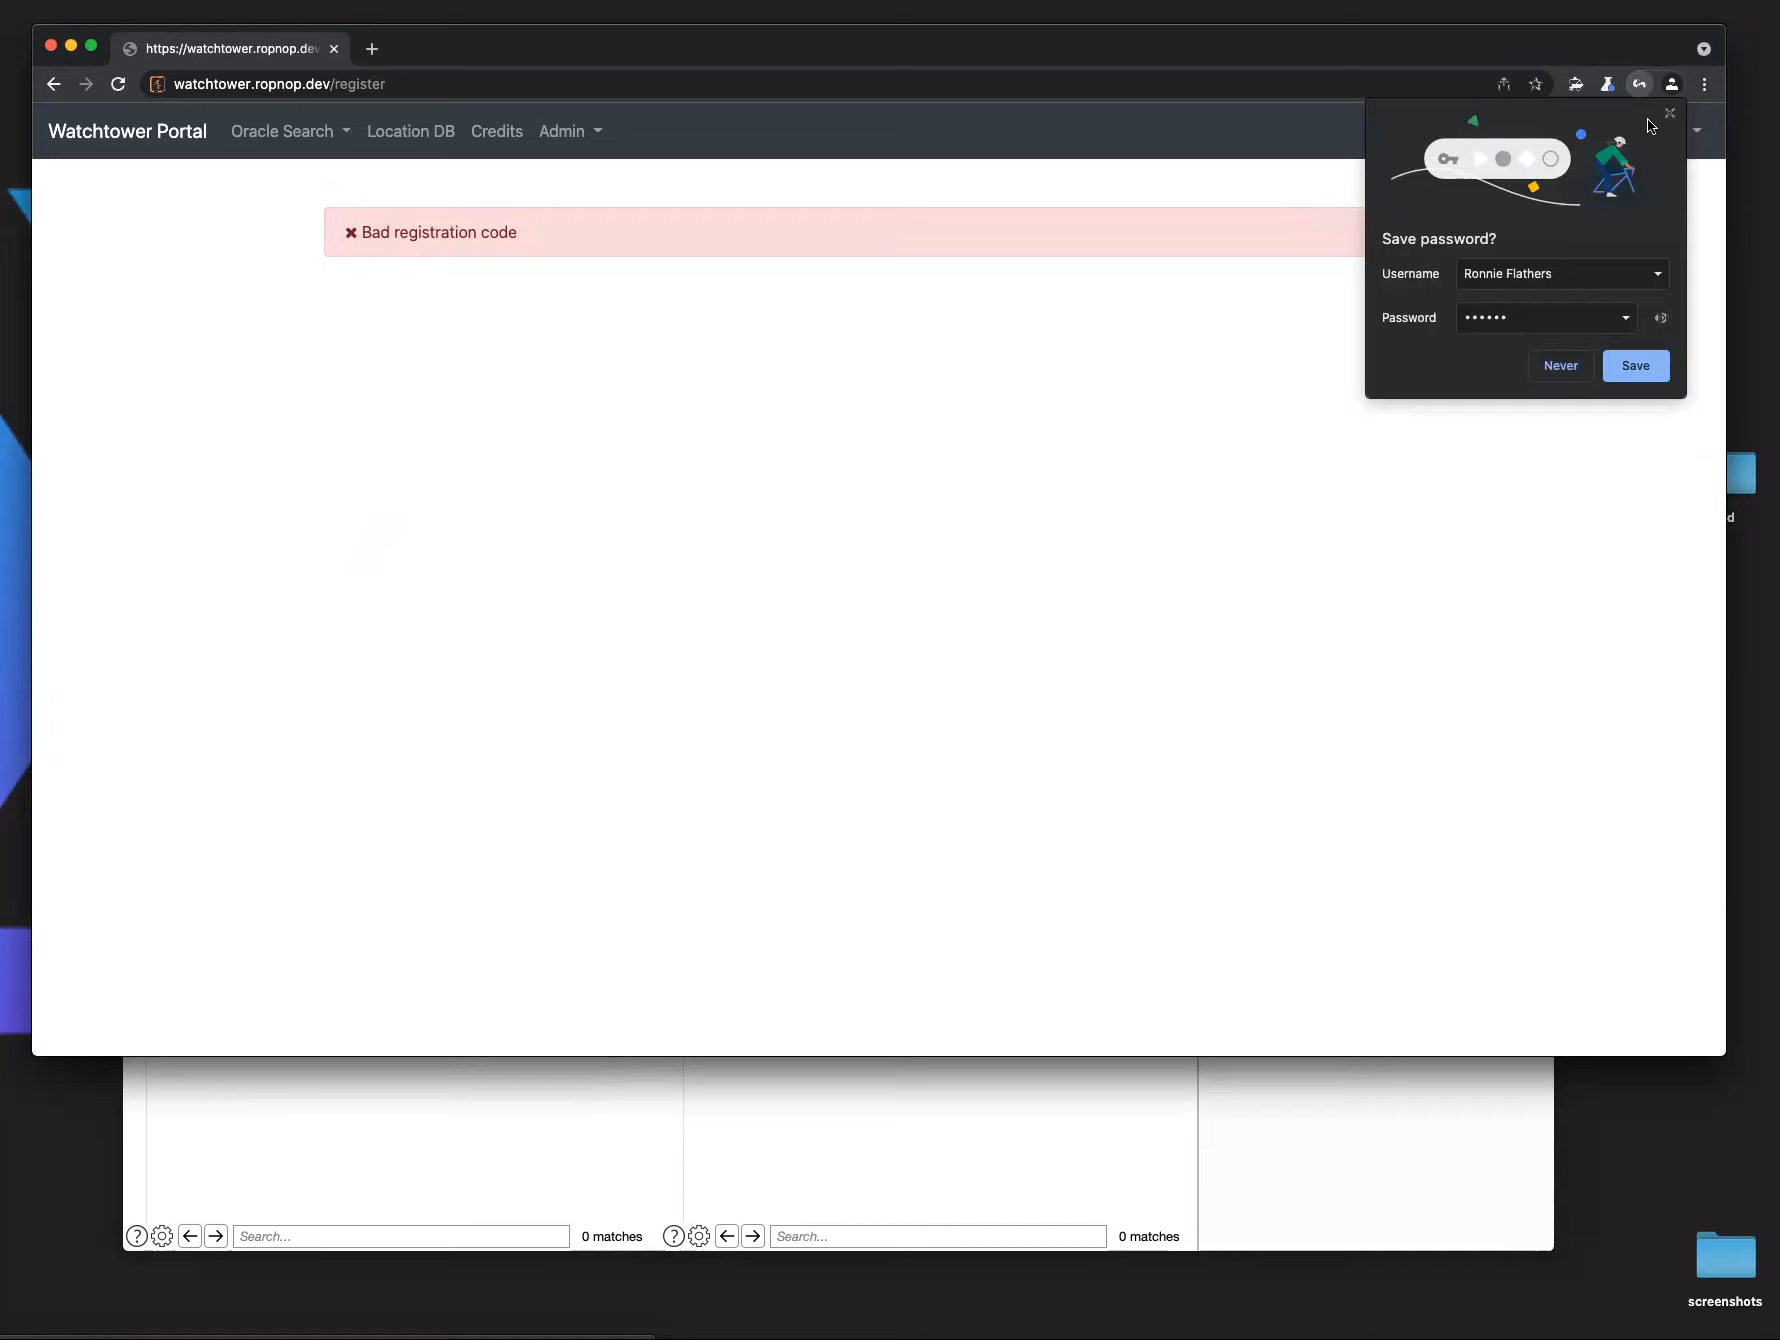 https://watchtower.ropnop.dev
watchtower.ropnop.dev/register
Watchtower Portal Oracle Search Location DB Credits Admin
Bad registration code
Save password?
Username Ronnie Flathers
Password ••••••
Never Save
d
? Search... 0 matches ? Search... 0 matches
screenshots